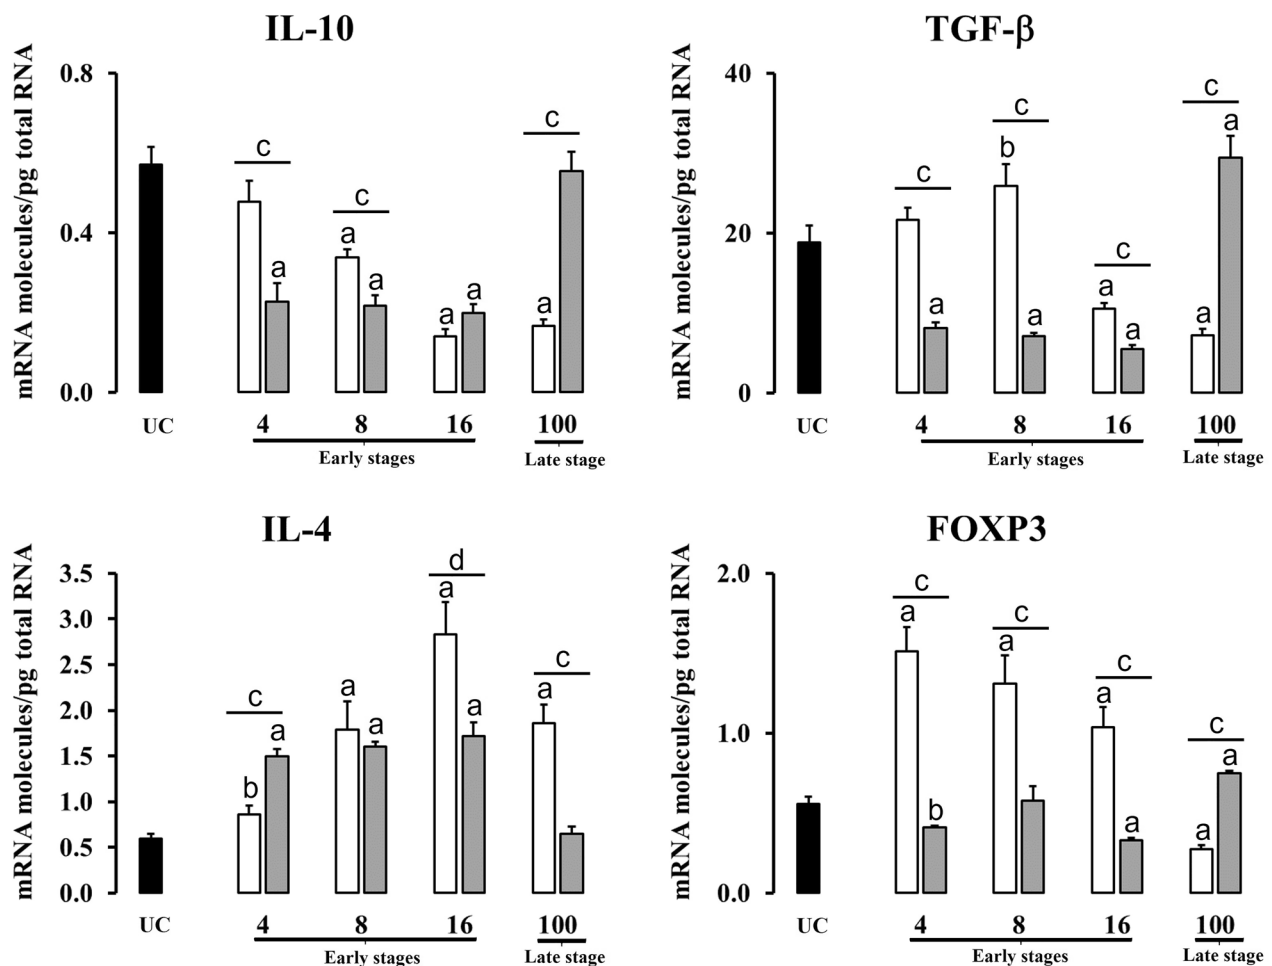 IL-10
mRNA molecules/pg total RNA
0.8
0.4
0.0
c
c
c
a
a
a
a
a
a
UC
4
8
16
100
Early stages
Late stage
TGF-β
mRNA molecules/pg total RNA
40
20
0
c
c
c
c
a
b
a
a
a
a
a
UC
4
8
16
100
Early stages
Late stage
IL-4
mRNA molecules/pg total RNA
3.5
3.0
2.5
2.0
1.5
1.0
0.5
0.0
c
d
c
b
a
a
a
a
a
a
UC
4
8
16
100
Early stages
Late stage
FOXP3
mRNA molecules/pg total RNA
2.0
1.0
0.0
c
c
c
c
a
b
a
a
a
a
a
UC
4
8
16
100
Early stages
Late stage